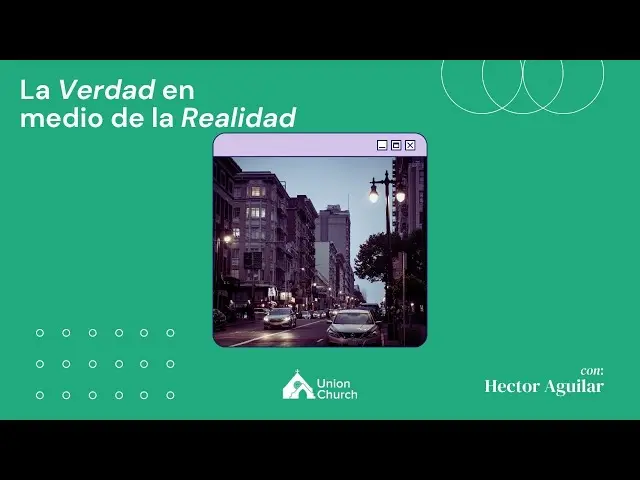 La Verdad en
medio de la Realidad
Union
Church
con:
Hector Aguilar